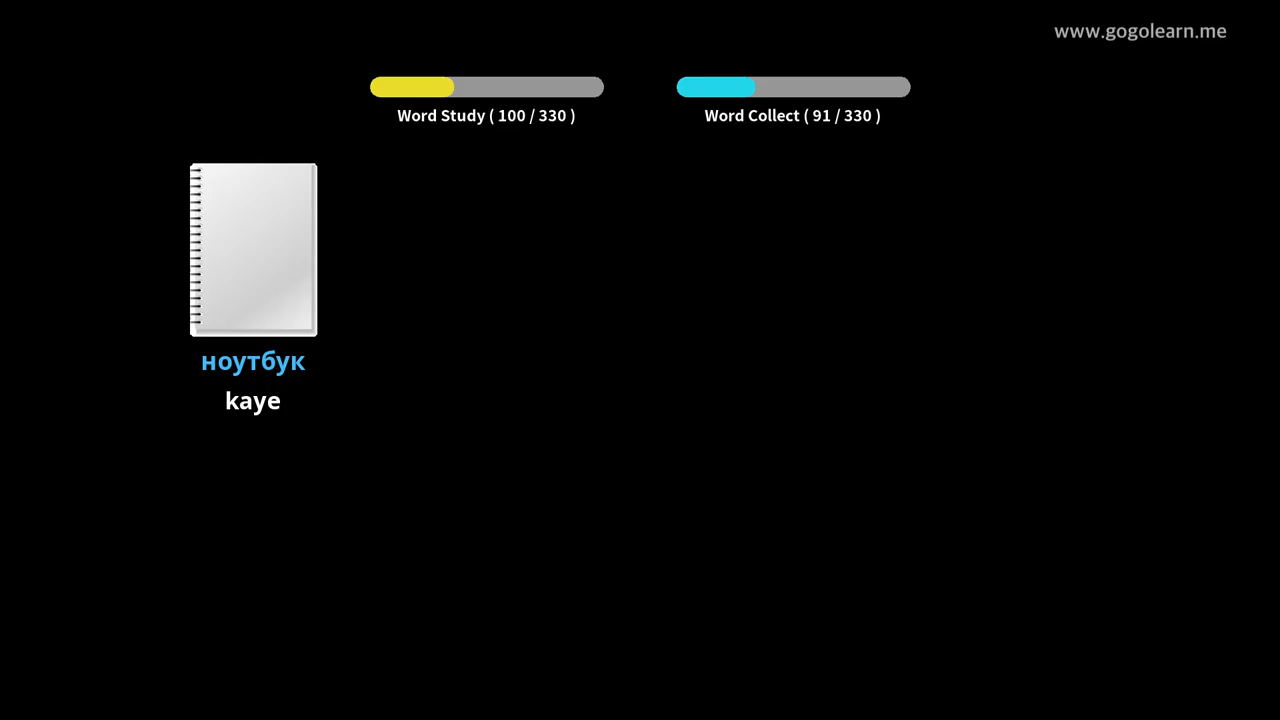 www.gogolearn.me
Word Study ( 100 / 330 )
Word Collect ( 91 / 330 )
ноутбук
kaye